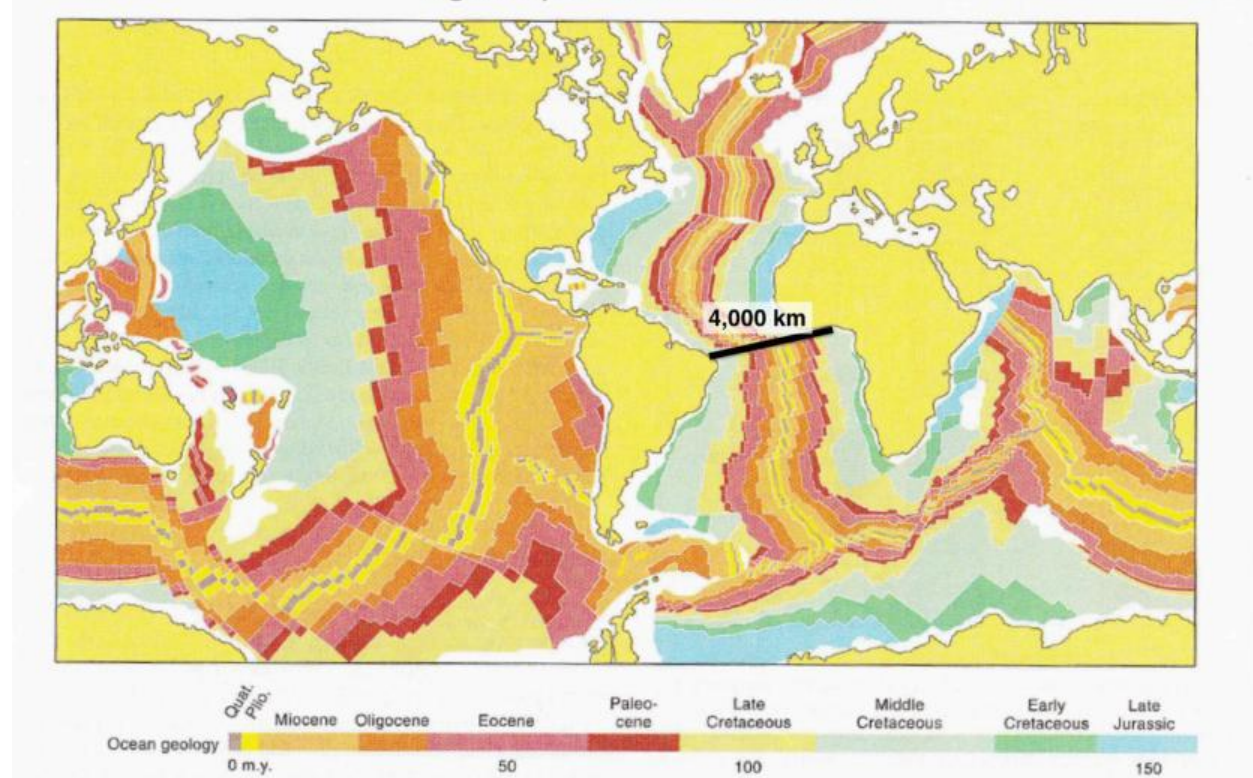 4,000 km
Quat.
Plio.
Miocene
Oligocene
Eocene
Paleo-
cene
Late
Cretaceous
Middle
Cretaceous
Early
Cretaceous
Late
Jurassic
Ocean geology
0 m.y.
50
100
150